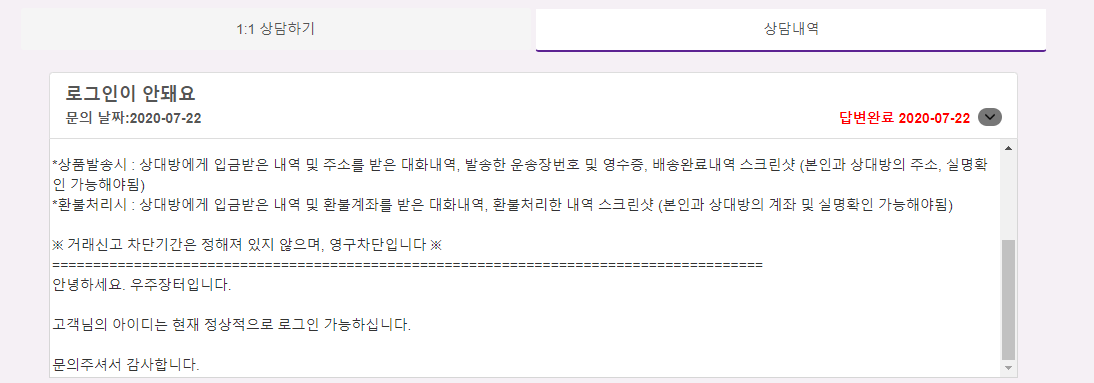 1:1 상담하기
상담내역
로그인이 안돼요
문의 날짜:2020-07-22
답변완료 2020-07-22
*상품발송시 : 상대방에게 입금받은 내역 및 주소를 받은 대화내역, 발송한 운송장번호 및 영수증, 배송완료내역 스크린샷 (본인과 상대방의 주소, 실명확
인 가능해야됨)
*환불처리시 : 상대방에게 입금받은 내역 및 환불계좌를 받은 대화내역, 환불처리한 내역 스크린샷 (본인과 상대방의 계좌 및 실명확인 가능해야됨)
※ 거래신고 차단기간은 정해져 있지 않으며, 영구차단입니다 ※
=====================================================================================
안녕하세요. 우주장터입니다.
고객님의 아이디는 현재 정상적으로 로그인 가능하십니다.
문의주셔서 감사합니다.